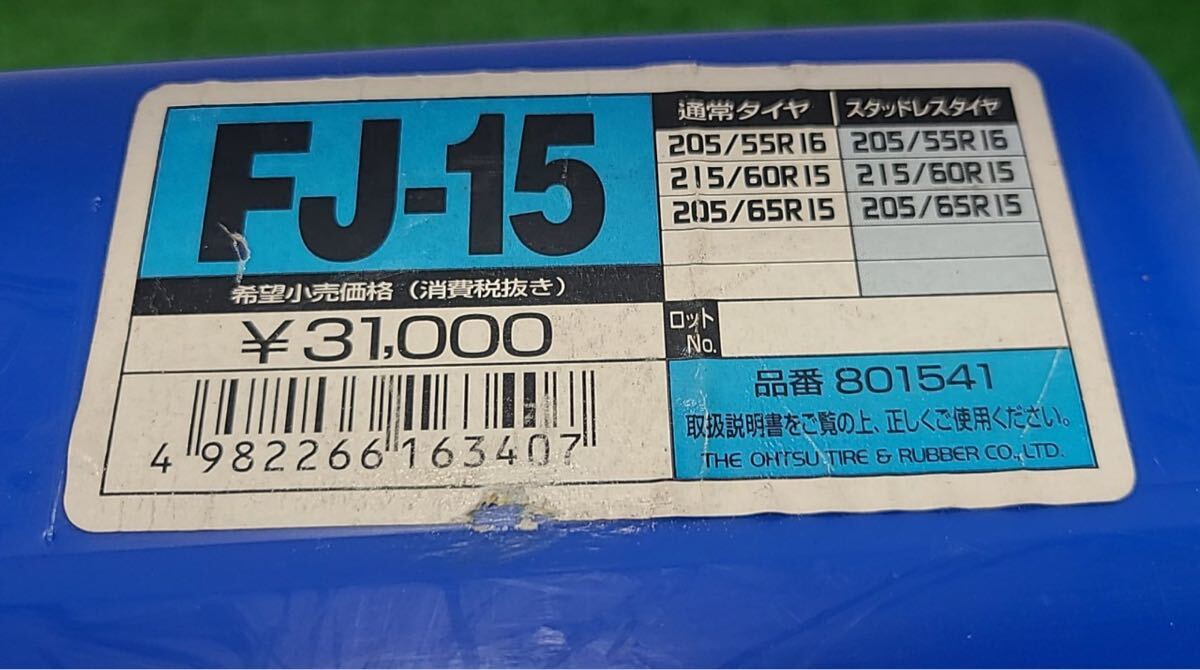 FJ-15
希望小売価格（消費税抜き）
¥31,000
4 982266 163407
通常タイヤ スタッドレスタイヤ
205/55R16 205/55R16
215/60R15 215/60R15
205/65R15 205/65R15
ロット
No.
品番 801541
取扱説明書をご覧の上、正しくご使用ください。
THE OHTSU TIRE & RUBBER CO., LTD.